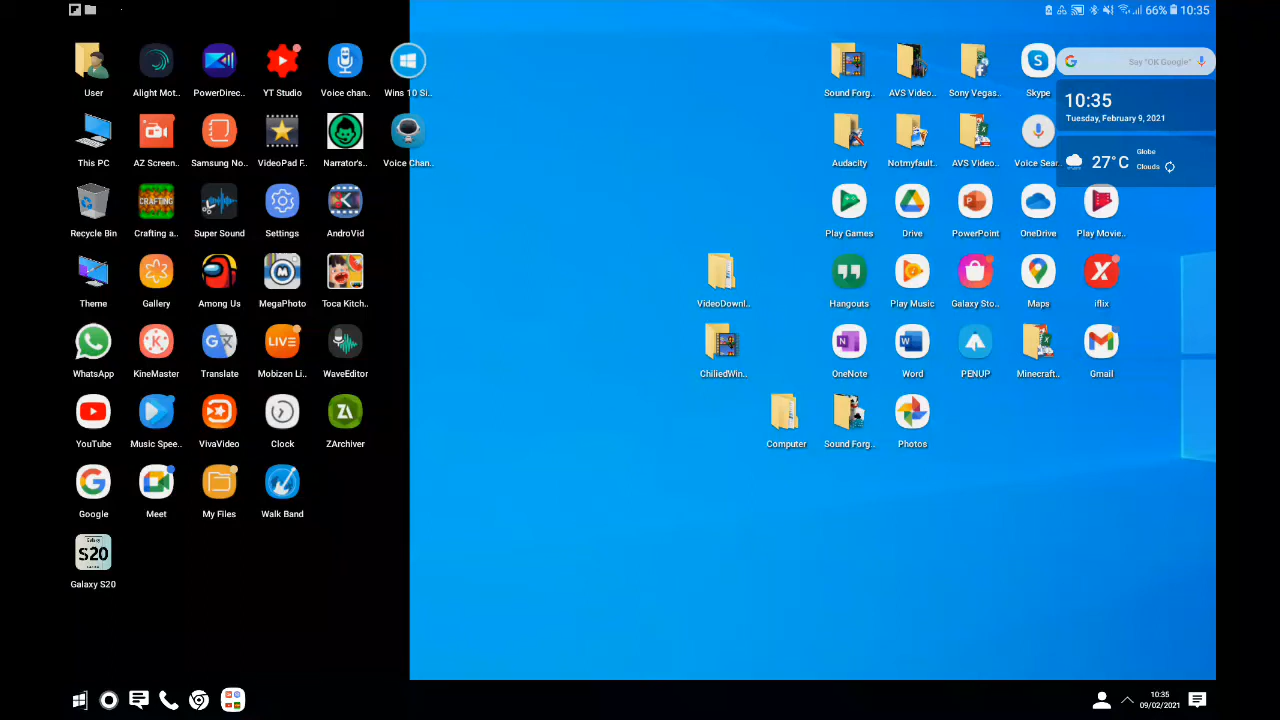 66% 10:35
User
Alight Mot..
PowerDirec..
YT Studio
Voice chan..
Wins 10 Si..
Sound Forg..
AVS Video..
Sony Vegas..
Skype
Say "OK Google"
10:35
Tuesday, February 9, 2021
This PC
AZ Screen..
Samsung No..
VideoPad F..
Narrator's..
Voice Chan..
Audacity
Notmyfault..
AVS Video..
Voice Sear..
27°C
Globe
Clouds
Recycle Bin
CRAFTING
Crafting a..
Super Sound
Settings
AndroVid
Play Games
Drive
PowerPoint
OneDrive
Play Movie..
Theme
Gallery
Among Us
MegaPhoto
Toca Kitch..
VideoDownl..
Hangouts
Play Music
Galaxy Sto..
Maps
iflix
WhatsApp
KineMaster
Translate
LIVE
Mobizen Li..
WaveEditor
ChiliedWin..
OneNote
Word
PENUP
Minecraft..
Gmail
YouTube
Music Spee..
VivaVideo
Clock
ZArchiver
Computer
Sound Forg..
Photos
Google
Meet
My Files
Walk Band
Galaxy
S20
Galaxy S20
10:35
09/02/2021